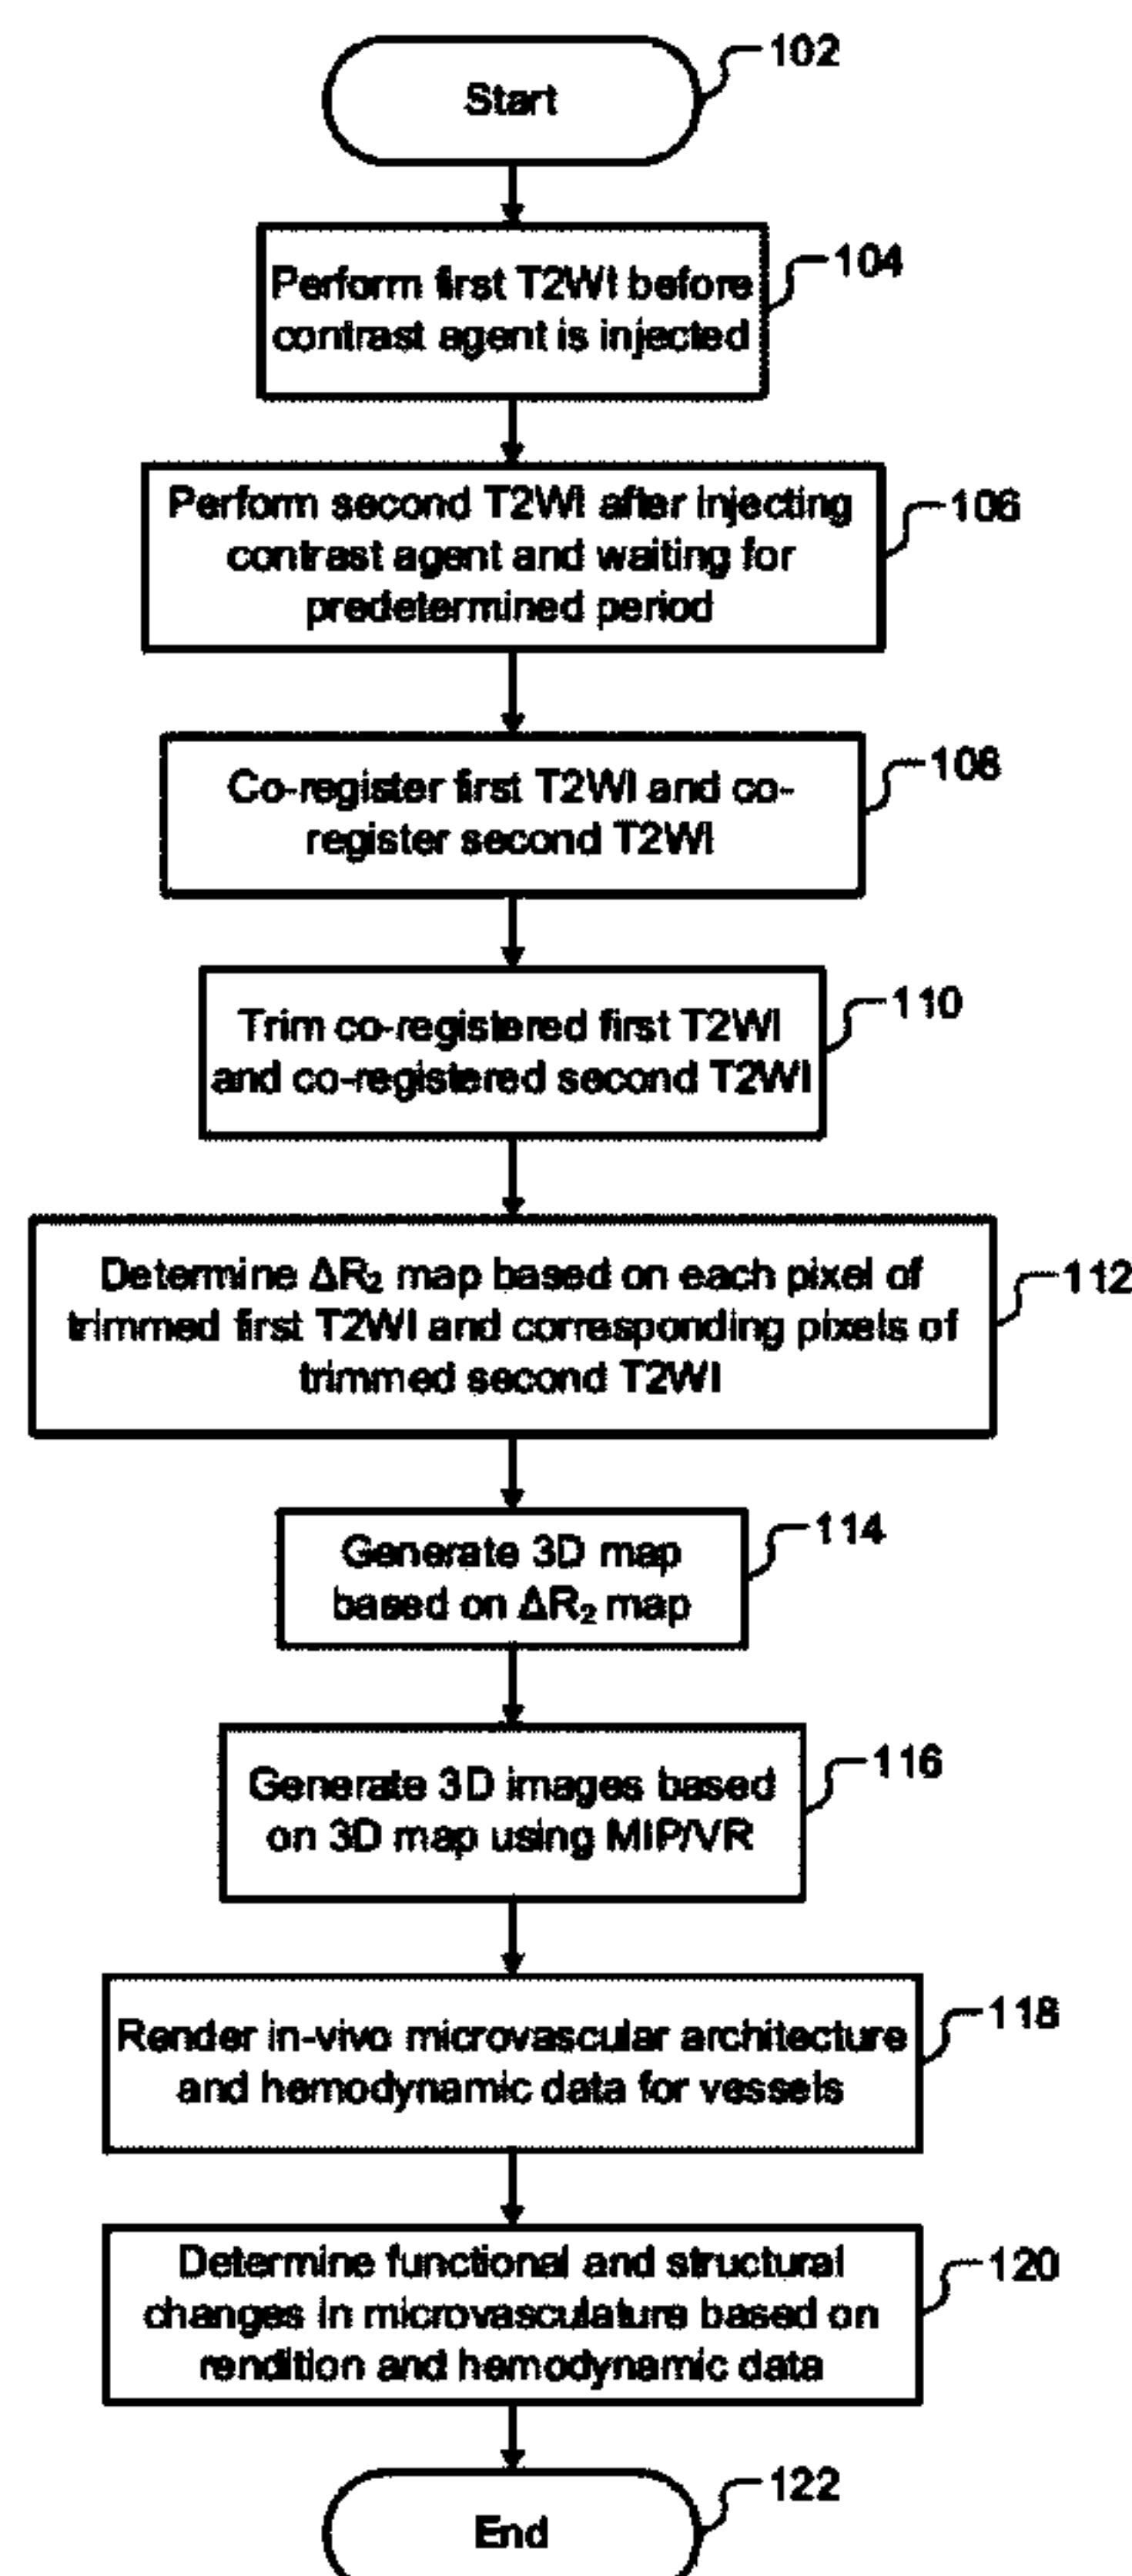 Start
102
Perform first T2WI before
contrast agent is injected
104
Perform second T2WI after injecting
contrast agent and waiting for
predetermined period
106
Co-register first T2WI and co-
register second T2WI
108
Trim co-registered first T2WI
and co-registered second T2WI
110
Determine ΔR₂ map based on each pixel of
trimmed first T2WI and corresponding pixels of
trimmed second T2WI
112
Generate 3D map
based on ΔR₂ map
114
Generate 3D images based
on 3D map using MIP/VR
116
Render in-vivo microvascular architecture
and hemodynamic data for vessels
118
Determine functional and structural
changes in microvasculature based on
rendition and hemodynamic data
120
End
122